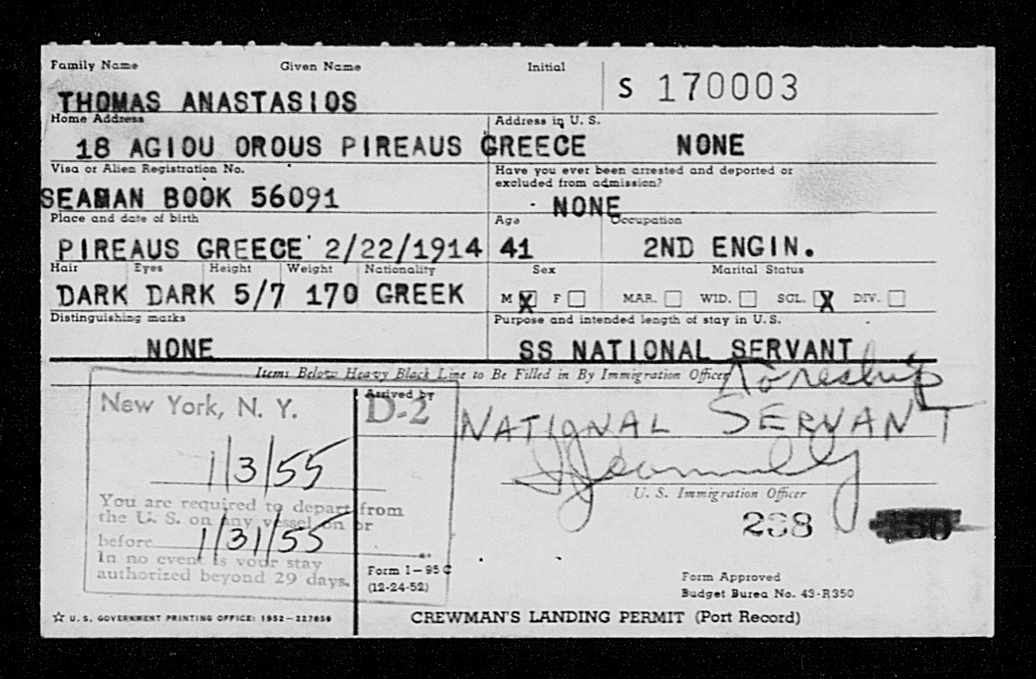 Family Name Given Name Initial
S 170003
THOMAS ANASTASIOS
Home Address Address in U. S.
18 AGIOU OROUS PIREAUS GREECE NONE
Visa or Alien Registration No. Have you ever been arrested and deported or
excluded from admission?
SEAMAN BOOK 56091 NONE
Place and date of birth Age Occupation
PIREAUS GREECE 2/22/1914 41 2ND ENGIN.
Hair Eyes Height Weight Nationality Sex Marital Status
DARK DARK 5/7 170 GREEK M X F MAR. WID. SGL. X DIV.
Distinguishing marks Purpose and intended length of stay in U. S.
NONE SS NATIONAL SERVANT
Items Below Heavy Black Line to Be Filled in By Immigration Officer
To reship
New York, N. Y. Arrived by
D-2 NATIONAL SERVANT
1/3/55
U. S. Immigration Officer
You are required to depart from
the U. S. on any vessel on or
before 1/31/55
In no event is your stay
authorized beyond 29 days.
Form I-95 C
(12-24-52)
Form Approved
Budget Burea No. 43-R350
☆ U. S. GOVERNMENT PRINTING OFFICE: 1952
CREWMAN'S LANDING PERMIT (Port Record)